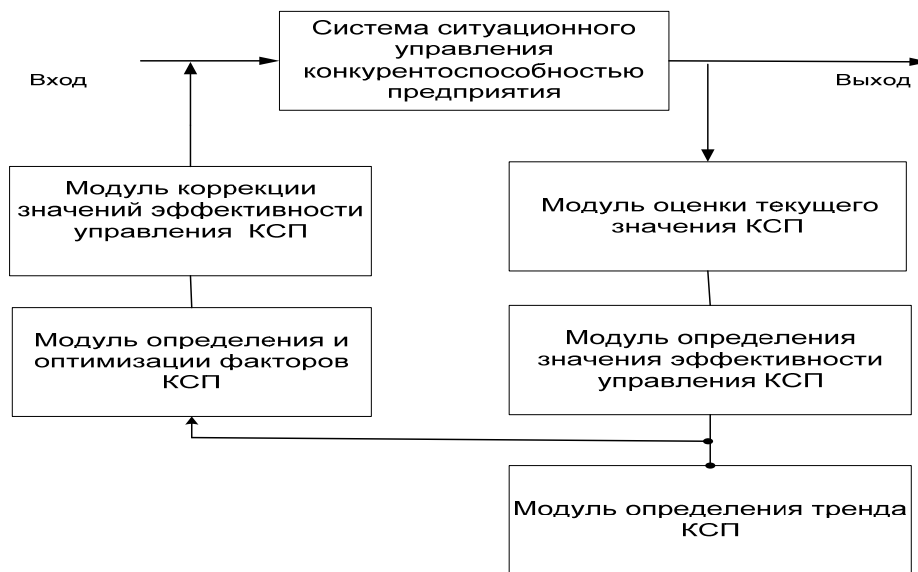 Система ситуационного
управления
конкурентоспособностью
предприятия
Вход
Выход
Модуль коррекции
значений эффективности
управления КСП
Модуль оценки текущего
значения КСП
Модуль определения и
оптимизации факторов
КСП
Модуль определения
значения эффективности
управления КСП
Модуль определения тренда
КСП